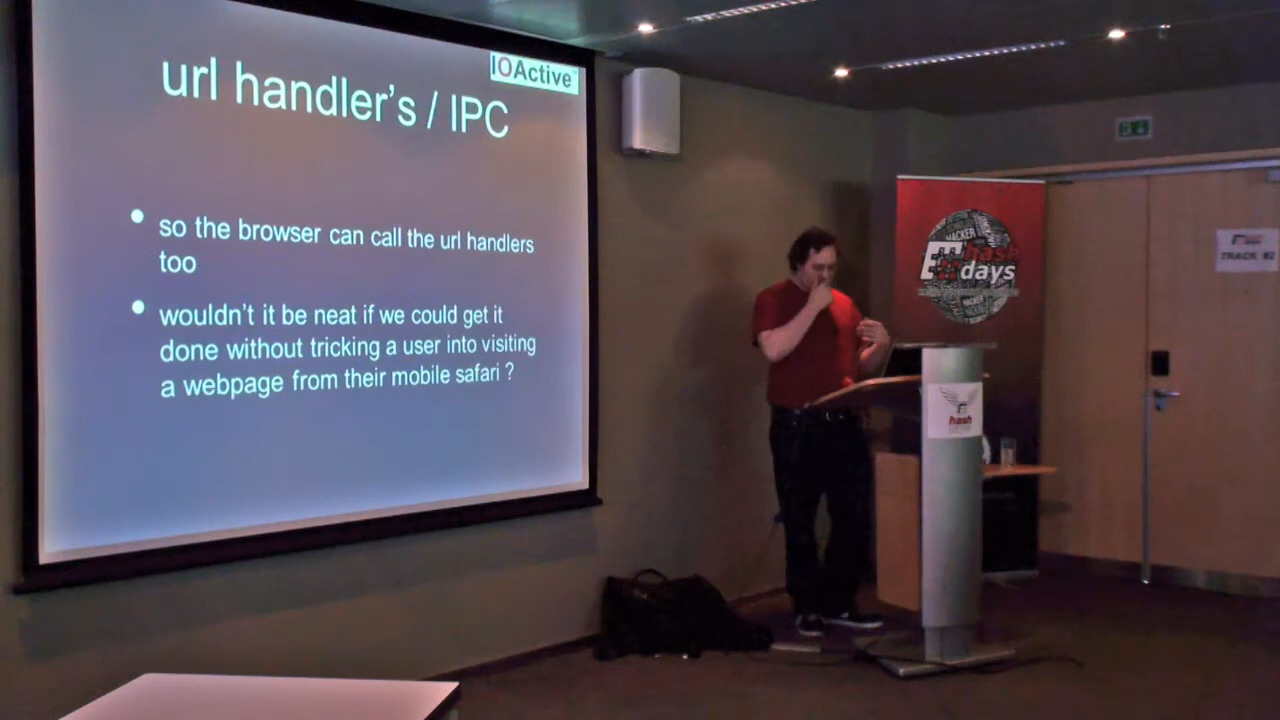 IOActive
url handler's / IPC
so the browser can call the url handlers
too
wouldn't it be neat if we could get it
done without tricking a user into visiting
a webpage from their mobile safari ?
HACKER
hash
days
TRACK #2
hash